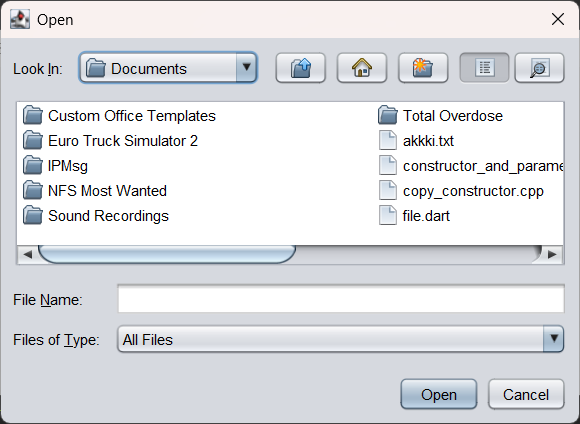 Open
Look In: Documents
Custom Office Templates
Euro Truck Simulator 2
IPMsg
NFS Most Wanted
Sound Recordings
Total Overdose
akkki.txt
constructor_and_parame
copy_constructor.cpp
file.dart
File Name:
Files of Type: All Files
Open Cancel